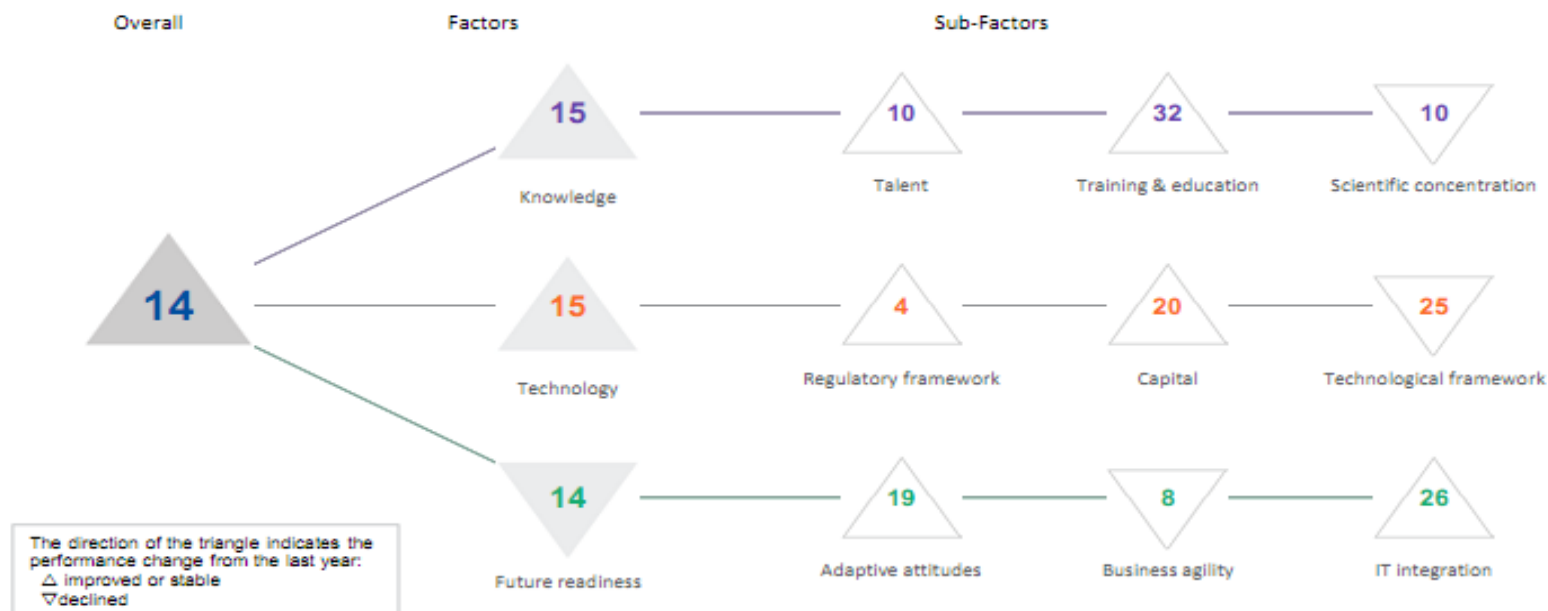 Overall Factors Sub-Factors
15 10 32 10
Knowledge Talent Training & education Scientific concentration
14 15 4 20 25
Technology Regulatory framework Capital Technological framework
14 19 8 26
Future readiness Adaptive attitudes Business agility IT integration
The direction of the triangle indicates the
performance change from the last year:
△ improved or stable
▽declined